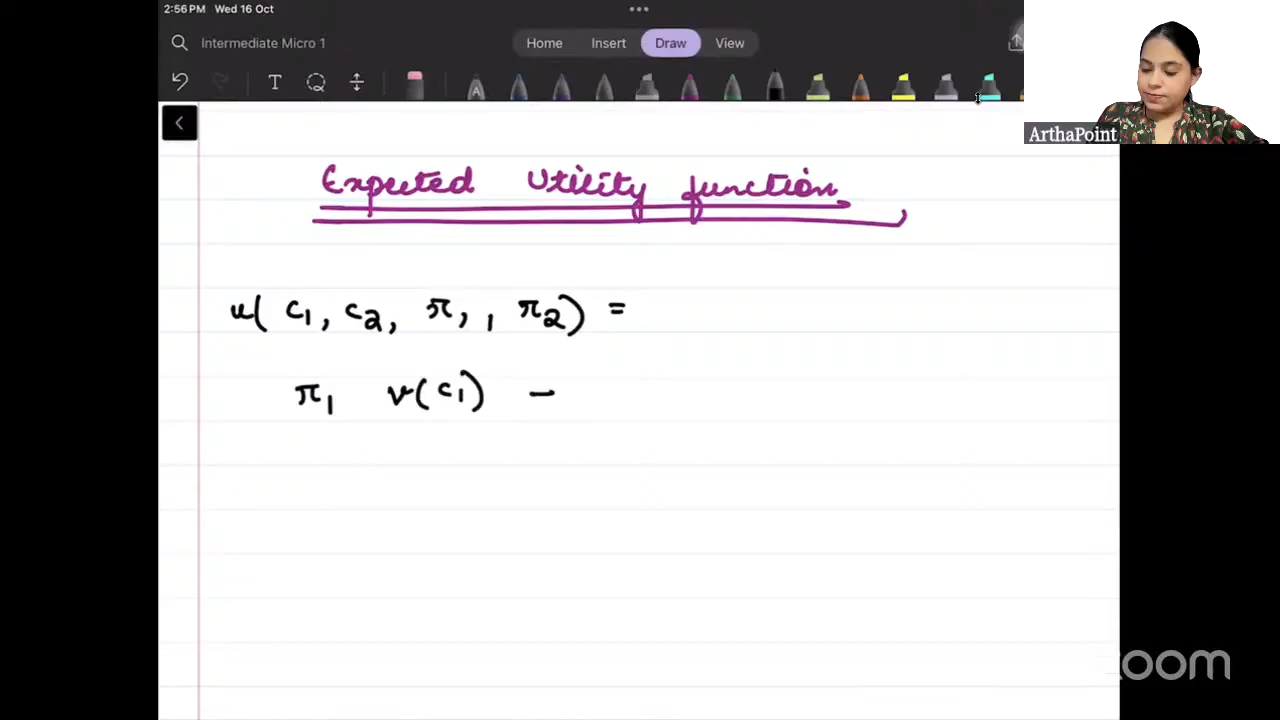 2:56 PM Wed 16 Oct
Intermediate Micro 1
Home Insert Draw View
T
A
ArthaPoint
Expected Utility function
u( c₁, c₂, π₁, π₂) =
π₁ v(c₁) –
zoom